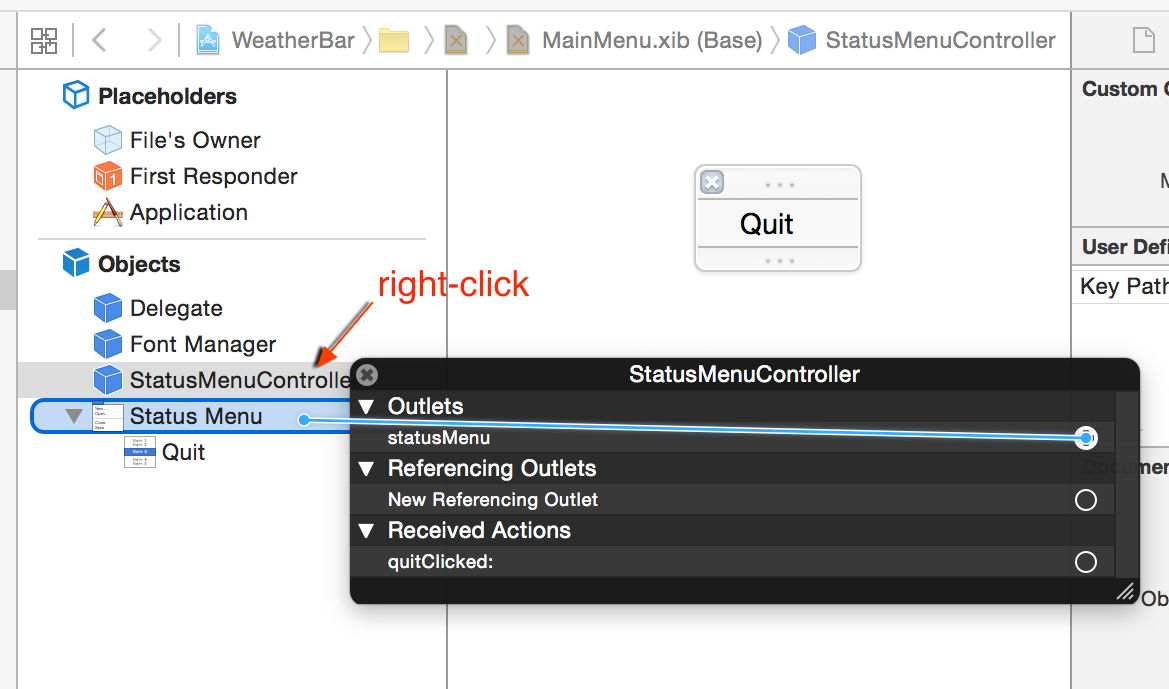 WeatherBar MainMenu.xib (Base) StatusMenuController
Placeholders
File's Owner
First Responder
Application
Objects
Delegate
Font Manager
StatusMenuControlle
Status Menu
Quit
Quit
right-click
StatusMenuController
Outlets
statusMenu
Referencing Outlets
New Referencing Outlet
Received Actions
quitClicked:
Custom
User Defi
Key Path
Ob